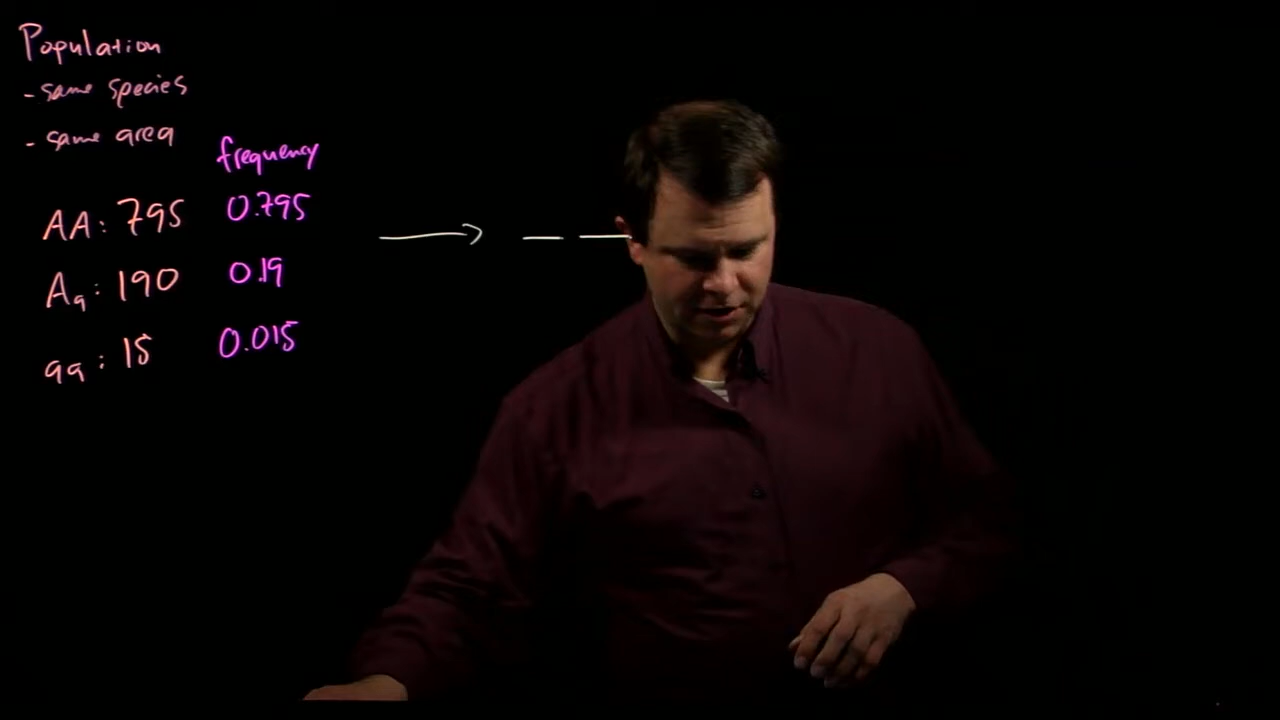 Population
- same species
- same area
frequency
AA: 795 0.795
Aa: 190 0.19
aa: 15 0.015